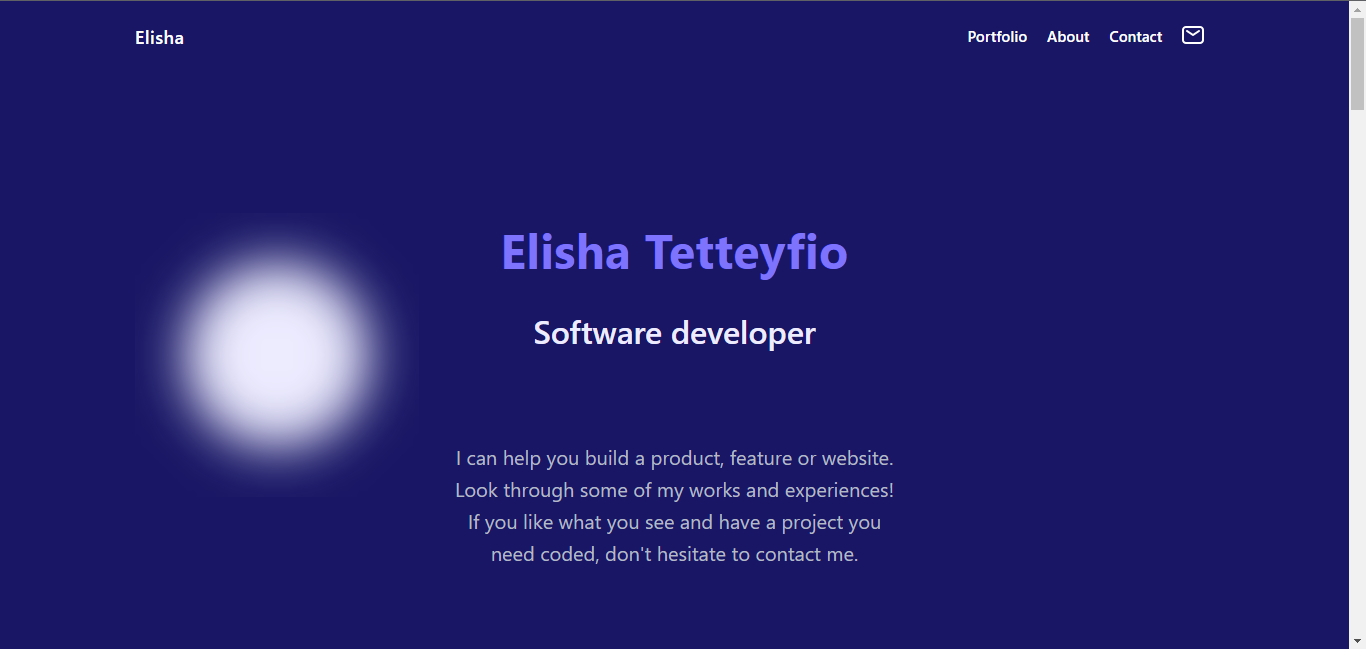 Elisha
Portfolio About Contact
Elisha Tetteyfio
Software developer
I can help you build a product, feature or website.
Look through some of my works and experiences!
If you like what you see and have a project you
need coded, don't hesitate to contact me.